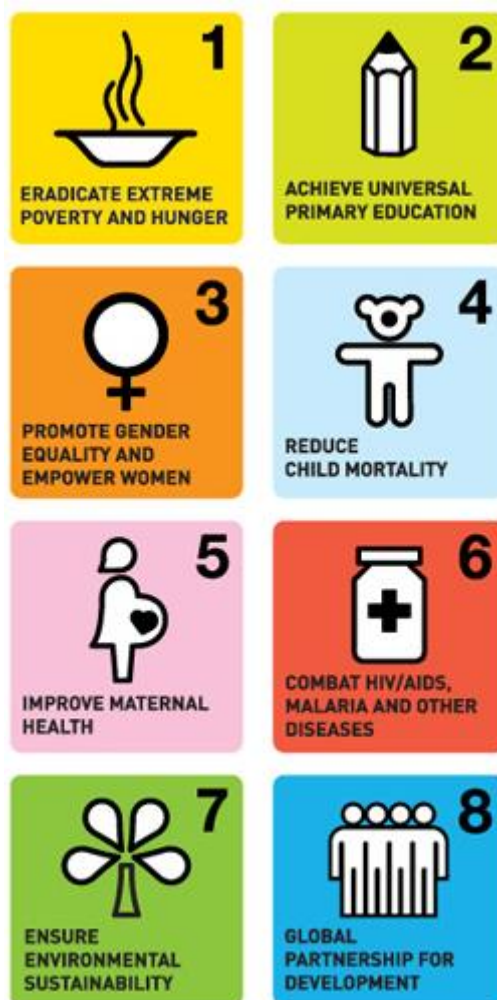 1
ERADICATE EXTREME
POVERTY AND HUNGER
2
ACHIEVE UNIVERSAL
PRIMARY EDUCATION
3
PROMOTE GENDER
EQUALITY AND
EMPOWER WOMEN
4
REDUCE
CHILD MORTALITY
5
IMPROVE MATERNAL
HEALTH
6
COMBAT HIV/AIDS,
MALARIA AND OTHER
DISEASES
7
ENSURE
ENVIRONMENTAL
SUSTAINABILITY
8
GLOBAL
PARTNERSHIP FOR
DEVELOPMENT